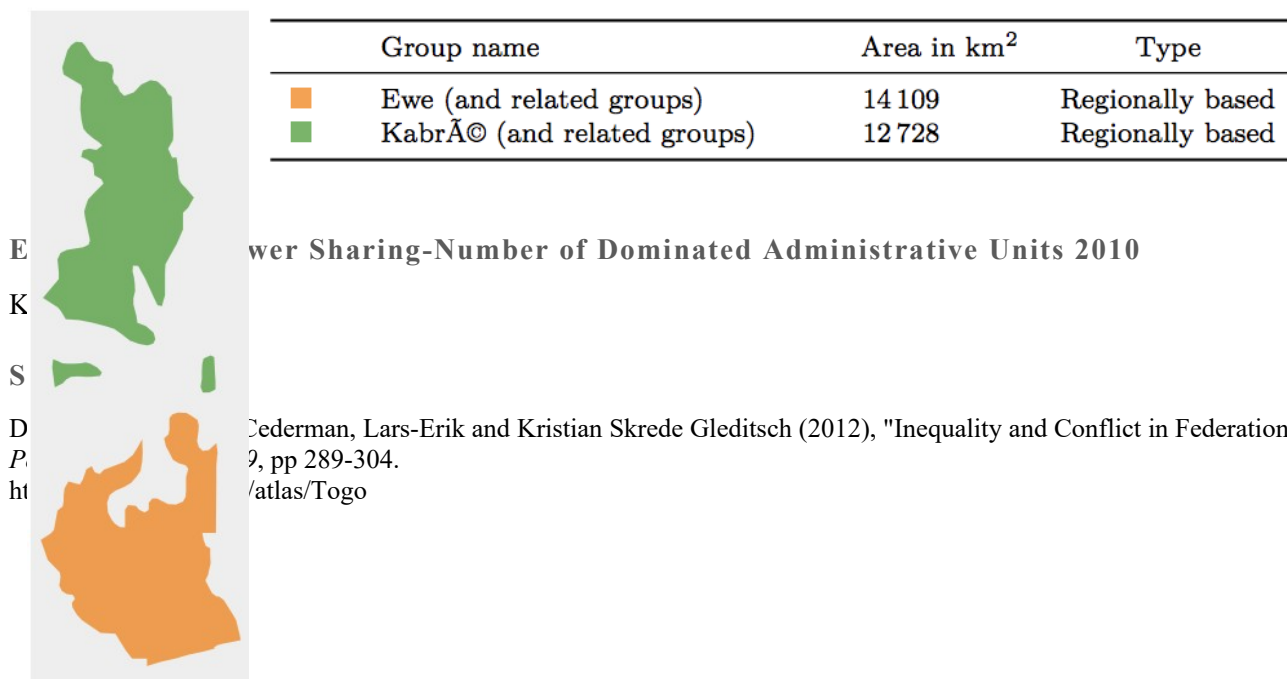 Group name Area in km² Type
Ewe (and related groups) 14 109 Regionally based
KabrÃ© (and related groups) 12 728 Regionally based
E wer Sharing-Number of Dominated Administrative Units 2010
K
S
D Cederman, Lars-Erik and Kristian Skrede Gleditsch (2012), "Inequality and Conflict in Federation
P 9, pp 289-304.
ht /atlas/Togo